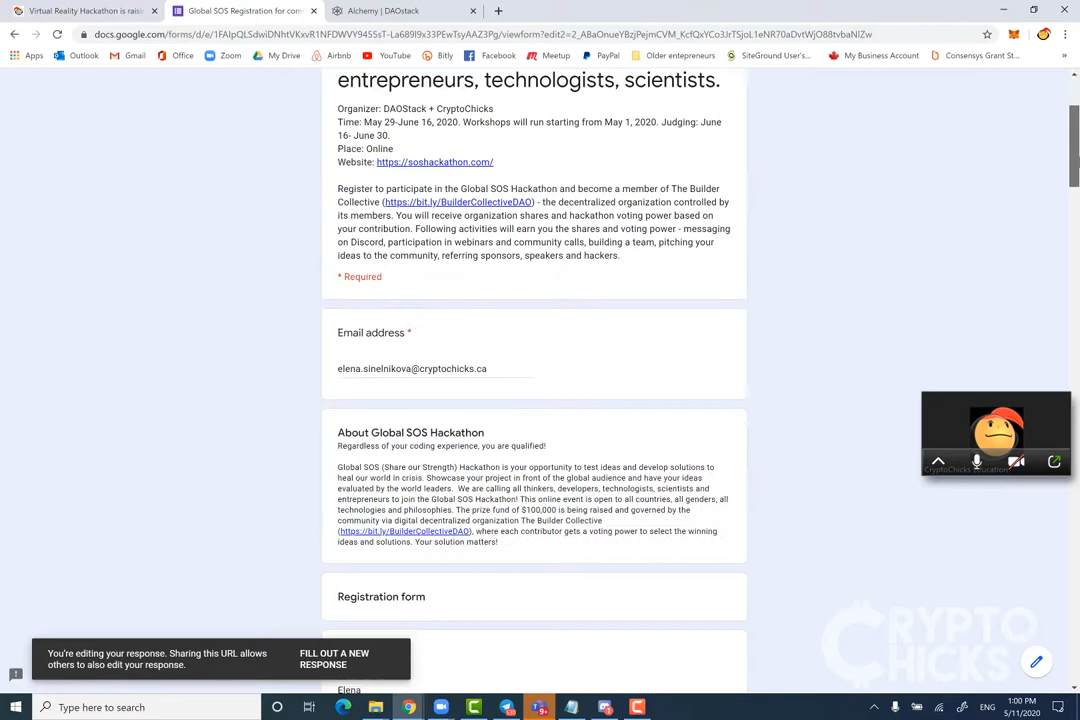 Virtual Reality Hackathon is raisin
Global SOS Registration for comm
Alchemy | DAOstack
docs.google.com/forms/d/e/1FAIpQLSdwiDNhtVKxvR1NFDWVY9455sT-La689l9x33PEwTsyAAZ3Pg/viewform?edit2=2_ABaOnueYBzjPejmCVM_KcfQxYCo3JrTSjoL1eNR70aDvtWjO88tvbaNlZw
Apps Outlook Gmail Office Zoom My Drive Airbnb YouTube Bitly Facebook Meetup PayPal Older entepreneurs SiteGround User's... My Business Account Consensys Grant St...
entrepreneurs, technologists, scientists.
Organizer: DAOStack + CryptoChicks
Time: May 29-June 16, 2020. Workshops will run starting from May 1, 2020. Judging: June
16- June 30.
Place: Online
Website: https://soshackathon.com/
Register to participate in the Global SOS Hackathon and become a member of The Builder
Collective (https://bit.ly/BuilderCollectiveDAO) - the decentralized organization controlled by
its members. You will receive organization shares and hackathon voting power based on
your contribution. Following activities will earn you the shares and voting power - messaging
on Discord, participation in webinars and community calls, building a team, pitching your
ideas to the community, referring sponsors, speakers and hackers.
* Required
Email address *
elena.sinelnikova@cryptochicks.ca
About Global SOS Hackathon
Regardless of your coding experience, you are qualified!
Global SOS (Share our Strength) Hackathon is your opportunity to test ideas and develop solutions to
heal our world in crisis. Showcase your project in front of the global audience and have your ideas
evaluated by the world leaders. We are calling all thinkers, developers, technologists, scientists and
entrepreneurs to join the Global SOS Hackathon! This online event is open to all countries, all genders, all
technologies and philosophies. The prize fund of $100,000 is being raised and governed by the
community via digital decentralized organization The Builder Collective
(https://bit.ly/BuilderCollectiveDAO), where each contributor gets a voting power to select the winning
ideas and solutions. Your solution matters!
CryptoChicks Education
Registration form
You're editing your response. Sharing this URL allows
others to also edit your response.
FILL OUT A NEW
RESPONSE
Elena
CRYPTO
CHICKS
Type here to search
9+
ENG
1:00 PM
5/11/2020